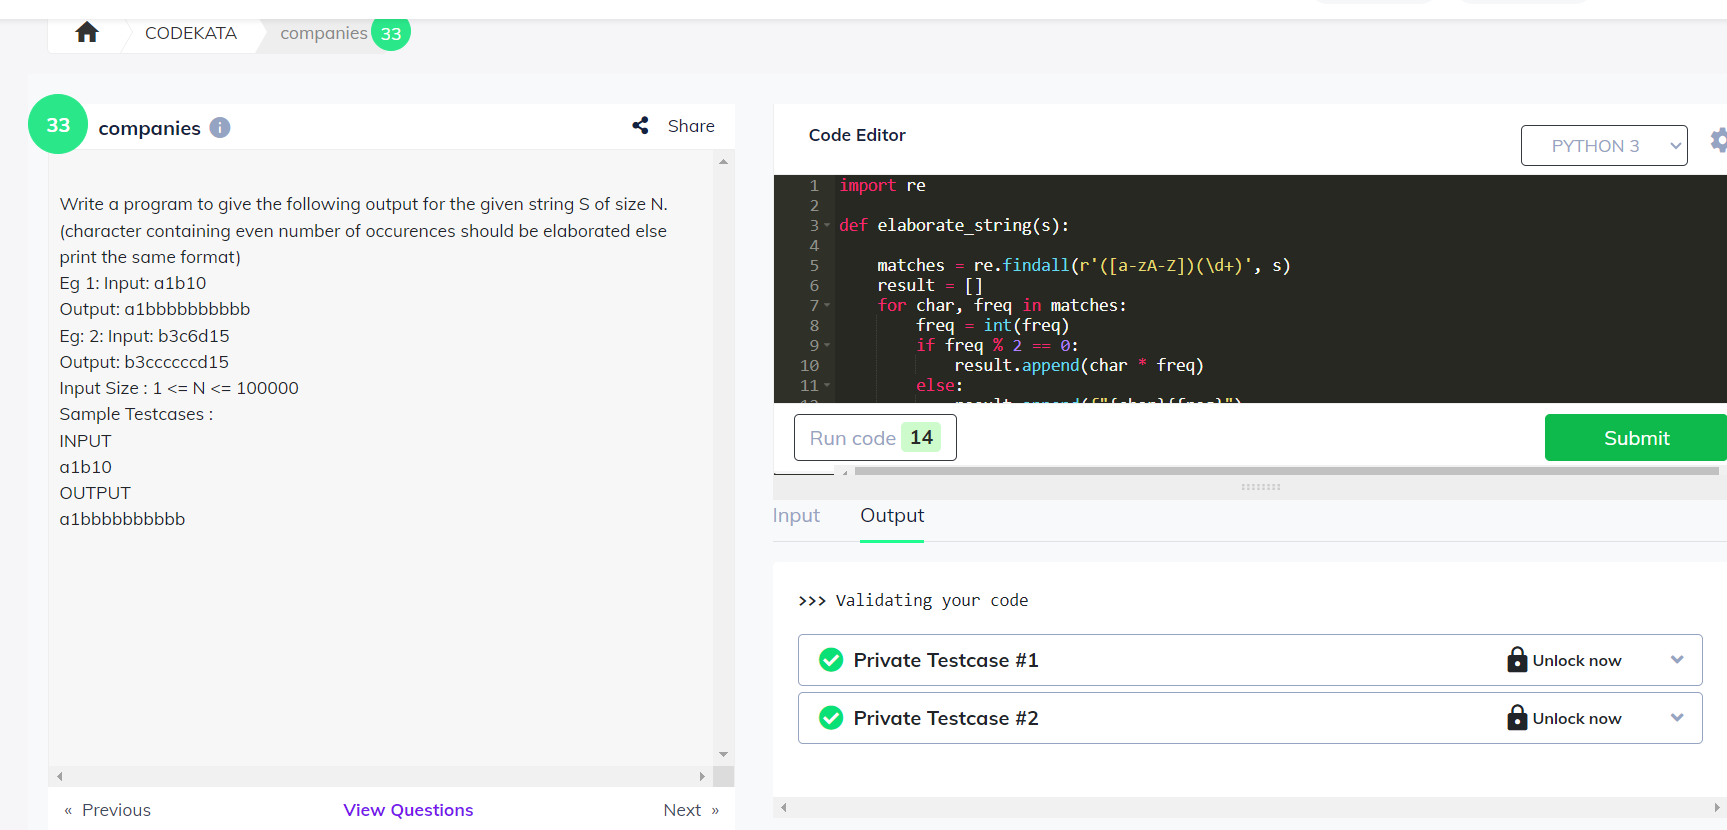 CODEKATA
companies 33
33
companies
Share
Write a program to give the following output for the given string S of size N.
(character containing even number of occurences should be elaborated else
print the same format)
Eg 1: Input: a1b10
Output: a1bbbbbbbbbb
Eg: 2: Input: b3c6d15
Output: b3ccccccd15
Input Size : 1 <= N <= 100000
Sample Testcases :
INPUT
a1b10
OUTPUT
a1bbbbbbbbbb
« Previous
View Questions
Next »
Code Editor
PYTHON 3
1 import re
2
3 def elaborate_string(s):
4
5 matches = re.findall(r'([a-zA-Z])(\d+)', s)
6 result = []
7 for char, freq in matches:
8 freq = int(freq)
9 if freq % 2 == 0:
10 result.append(char * freq)
11 else:
12 result.append(f"{char}{freq}")
Run code 14
Submit
Input
Output
>>> Validating your code
Private Testcase #1
Unlock now
Private Testcase #2
Unlock now